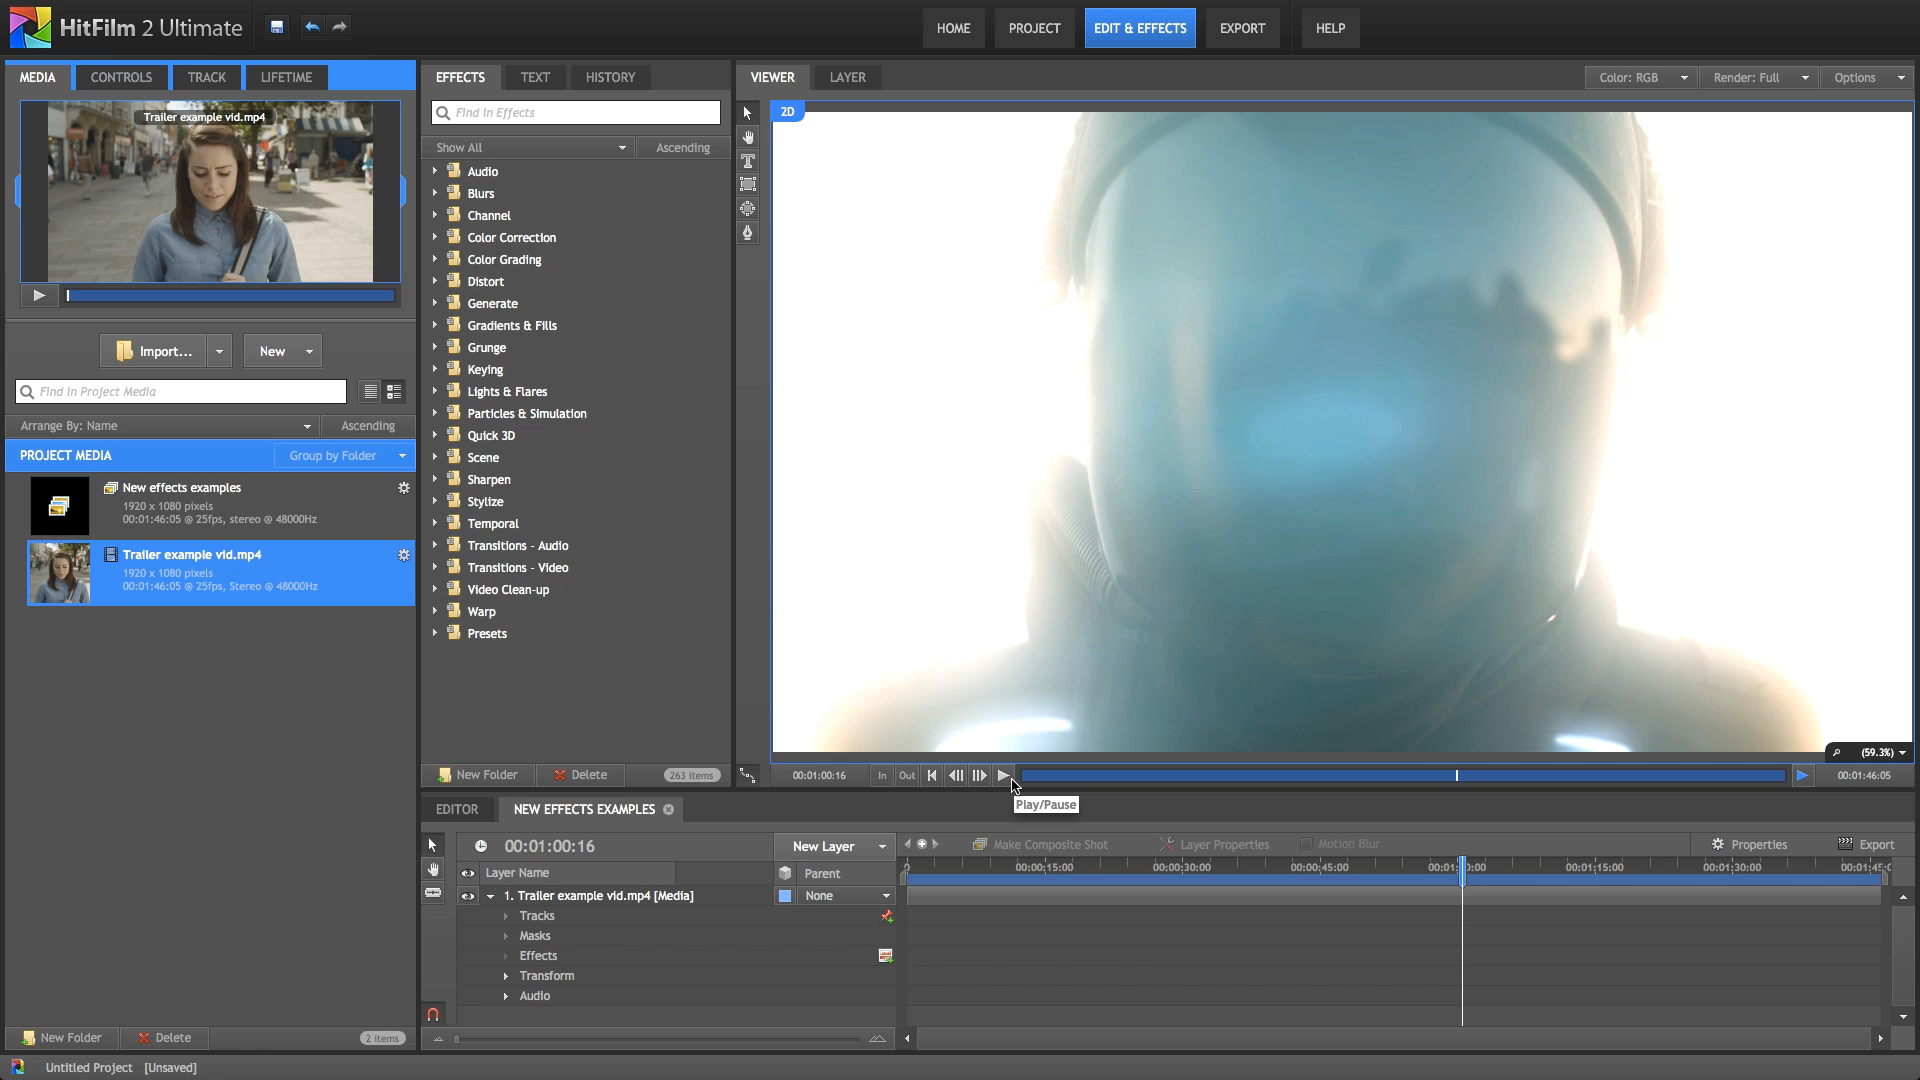 HitFilm 2 Ultimate
HOME
PROJECT
EDIT & EFFECTS
EXPORT
HELP
MEDIA
CONTROLS
TRACK
LIFETIME
Trailer example vid.mp4
Import...
New
Find in Project Media
Arrange By: Name
Ascending
PROJECT MEDIA
Group by Folder
New effects examples
1920 x 1080 pixels
00:01:46:05 @ 25fps, stereo @ 48000Hz
Trailer example vid.mp4
1920 x 1080 pixels
00:01:46:05 @ 25fps, Stereo @ 48000Hz
New Folder
Delete
2 items
EFFECTS
TEXT
HISTORY
Find in Effects
Show All
Ascending
Audio
Blurs
Channel
Color Correction
Color Grading
Distort
Generate
Gradients & Fills
Grunge
Keying
Lights & Flares
Particles & Simulation
Quick 3D
Scene
Sharpen
Stylize
Temporal
Transitions - Audio
Transitions - Video
Video Clean-up
Warp
Presets
New Folder
Delete
263 items
VIEWER
LAYER
Color: RGB
Render: Full
Options
2D
T
(59.3%)
00:01:00:16
In
Out
00:01:46:05
Play/Pause
EDITOR
NEW EFFECTS EXAMPLES
00:01:00:16
New Layer
Make Composite Shot
Layer Properties
Motion Blur
Properties
Export
Layer Name
Parent
0
00:00:15:00
00:00:30:00
00:00:45:00
00:01:15:00
00:01:30:00
1. Trailer example vid.mp4 [Media]
None
Tracks
Masks
Effects
Transform
Audio
Untitled Project
[Unsaved]